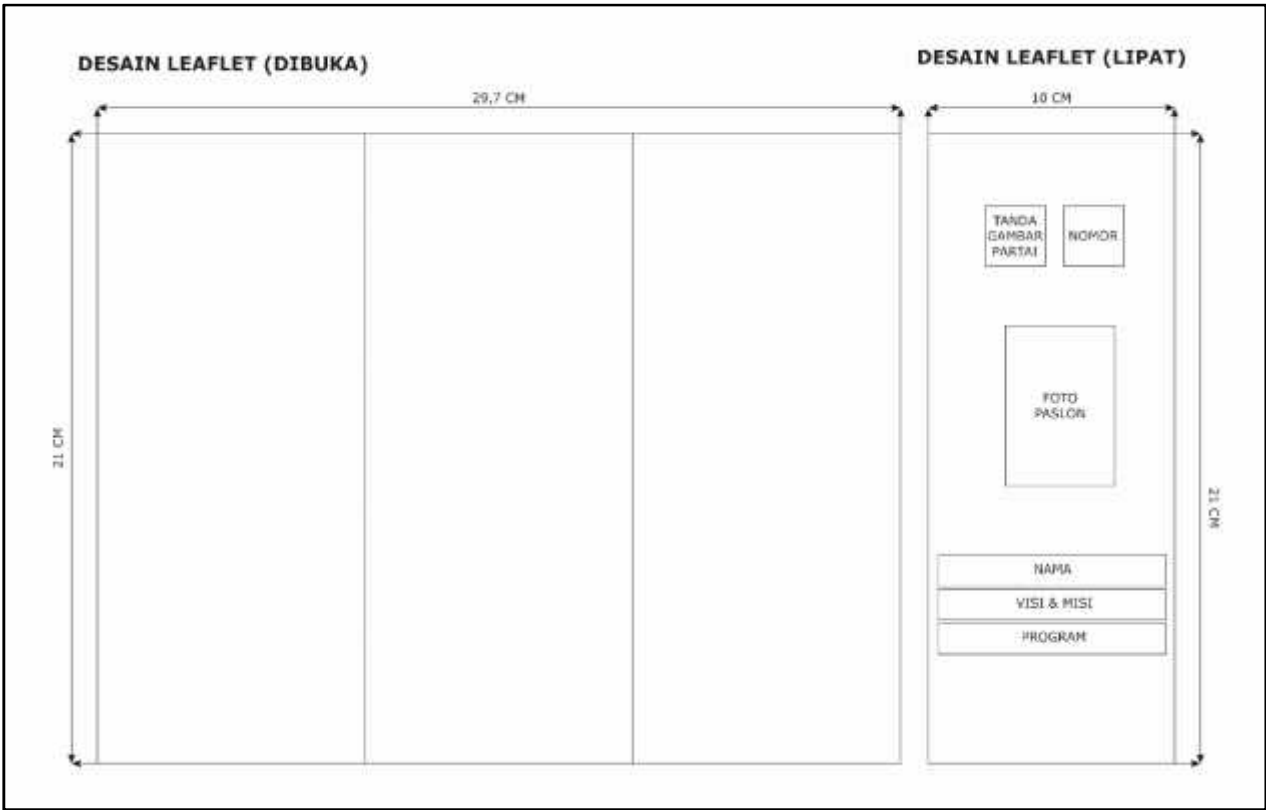 DESAIN LEAFLET (DIBUKA)
29,7 CM
21 CM
DESAIN LEAFLET (LIPAT)
10 CM
TANDA
GAMBAR
PARTAI
NOMOR
FOTO
PASLON
21 CM
NAMA
VISI & MISI
PROGRAM